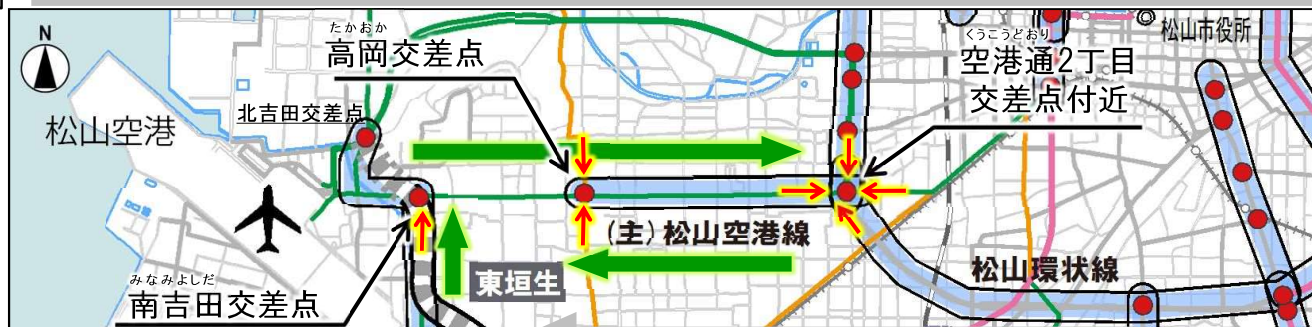 N
松山空港
北吉田交差点
たかおか
高岡交差点
くうこうどおり
空港通2丁目
交差点付近
松山市役所
(主)松山空港線
東垣生
みなみよしだ
南吉田交差点
松山環状線